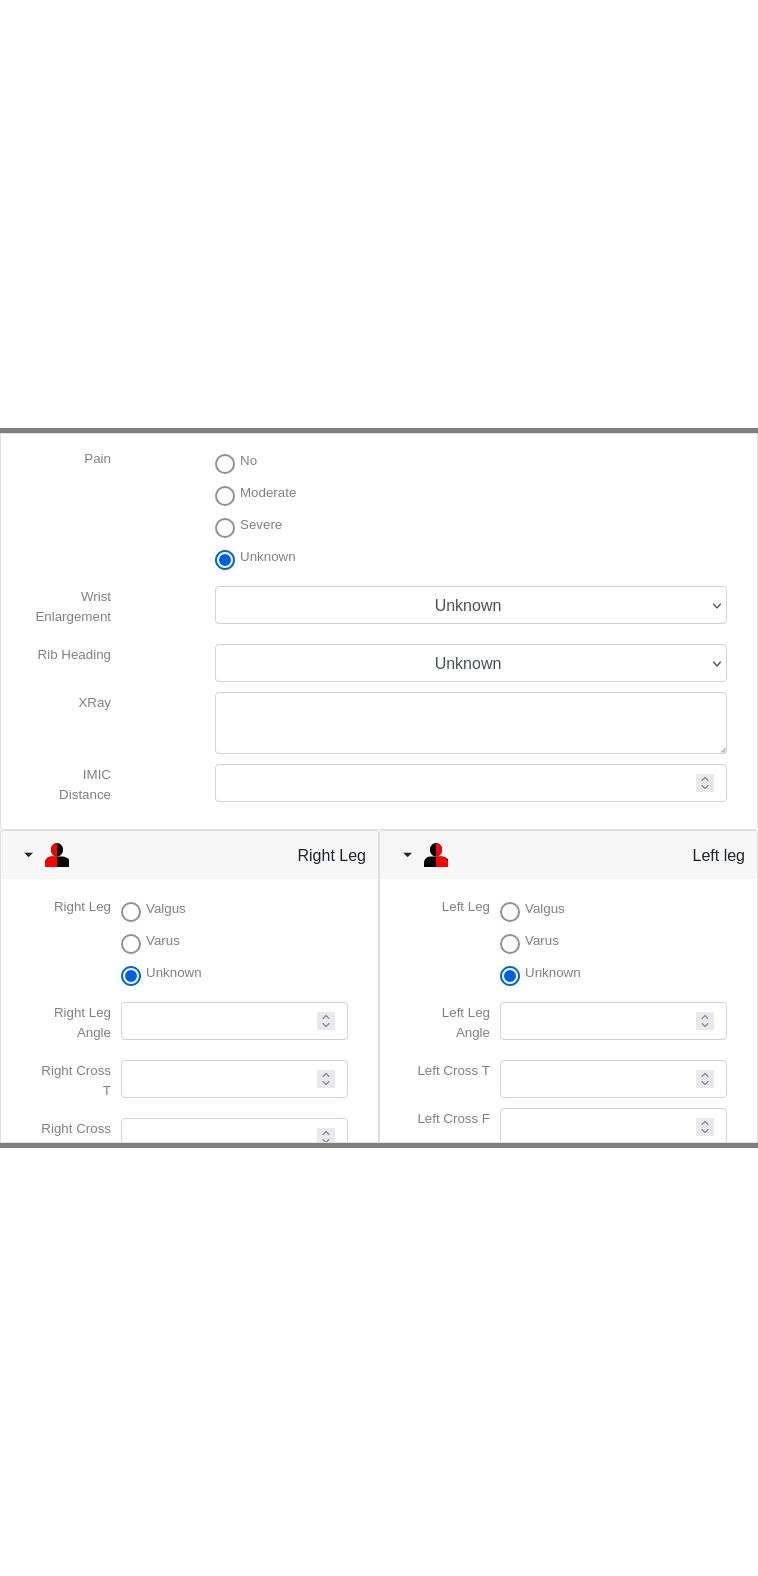 Pain
No
Moderate
Severe
Unknown
Wrist
Enlargement
Unknown
Rib Heading
Unknown
XRay
IMIC
Distance
Right Leg
Right Leg
Valgus
Varus
Unknown
Right Leg
Angle
Right Cross
T
Right Cross
Left leg
Left Leg
Valgus
Varus
Unknown
Left Leg
Angle
Left Cross T
Left Cross F